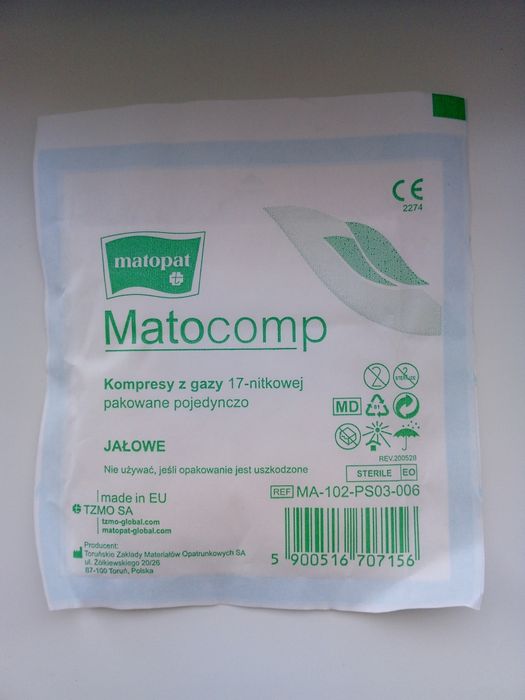 CE
2274
matopat
Matocomp
Kompresy z gazy 17-nitkowej
pakowane pojedynczo
MD
81
JAŁOWE
REV.200528
Nie używać, jeśli opakowanie jest uszkodzone
STERILE EO
REF MA-102-PS03-006
made in EU
TZMO SA
tzmo-global.com
matopat-global.com
Producent:
Toruńskie Zakłady Materiałów Opatrunkowych SA
ul. Żółkiewskiego 20/26
87-100 Toruń, Polska
5 900516 707156